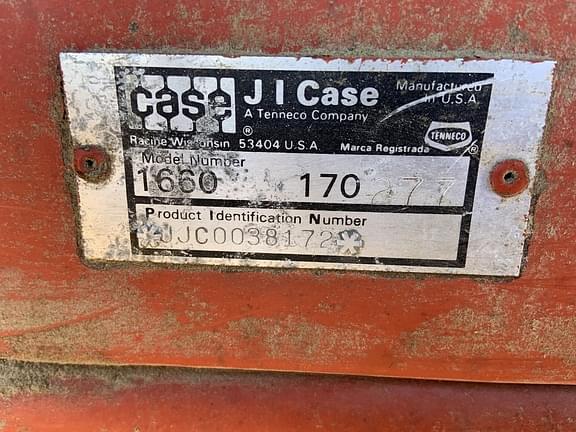 case J I Case
Manufactured in U.S.A.
A Tenneco Company
®
Racine Wisconsin 53404 U.S.A. Marca Registrada
TENNECO ®
Model Number
1660 170 77
Product Identification Number
JJC0038172